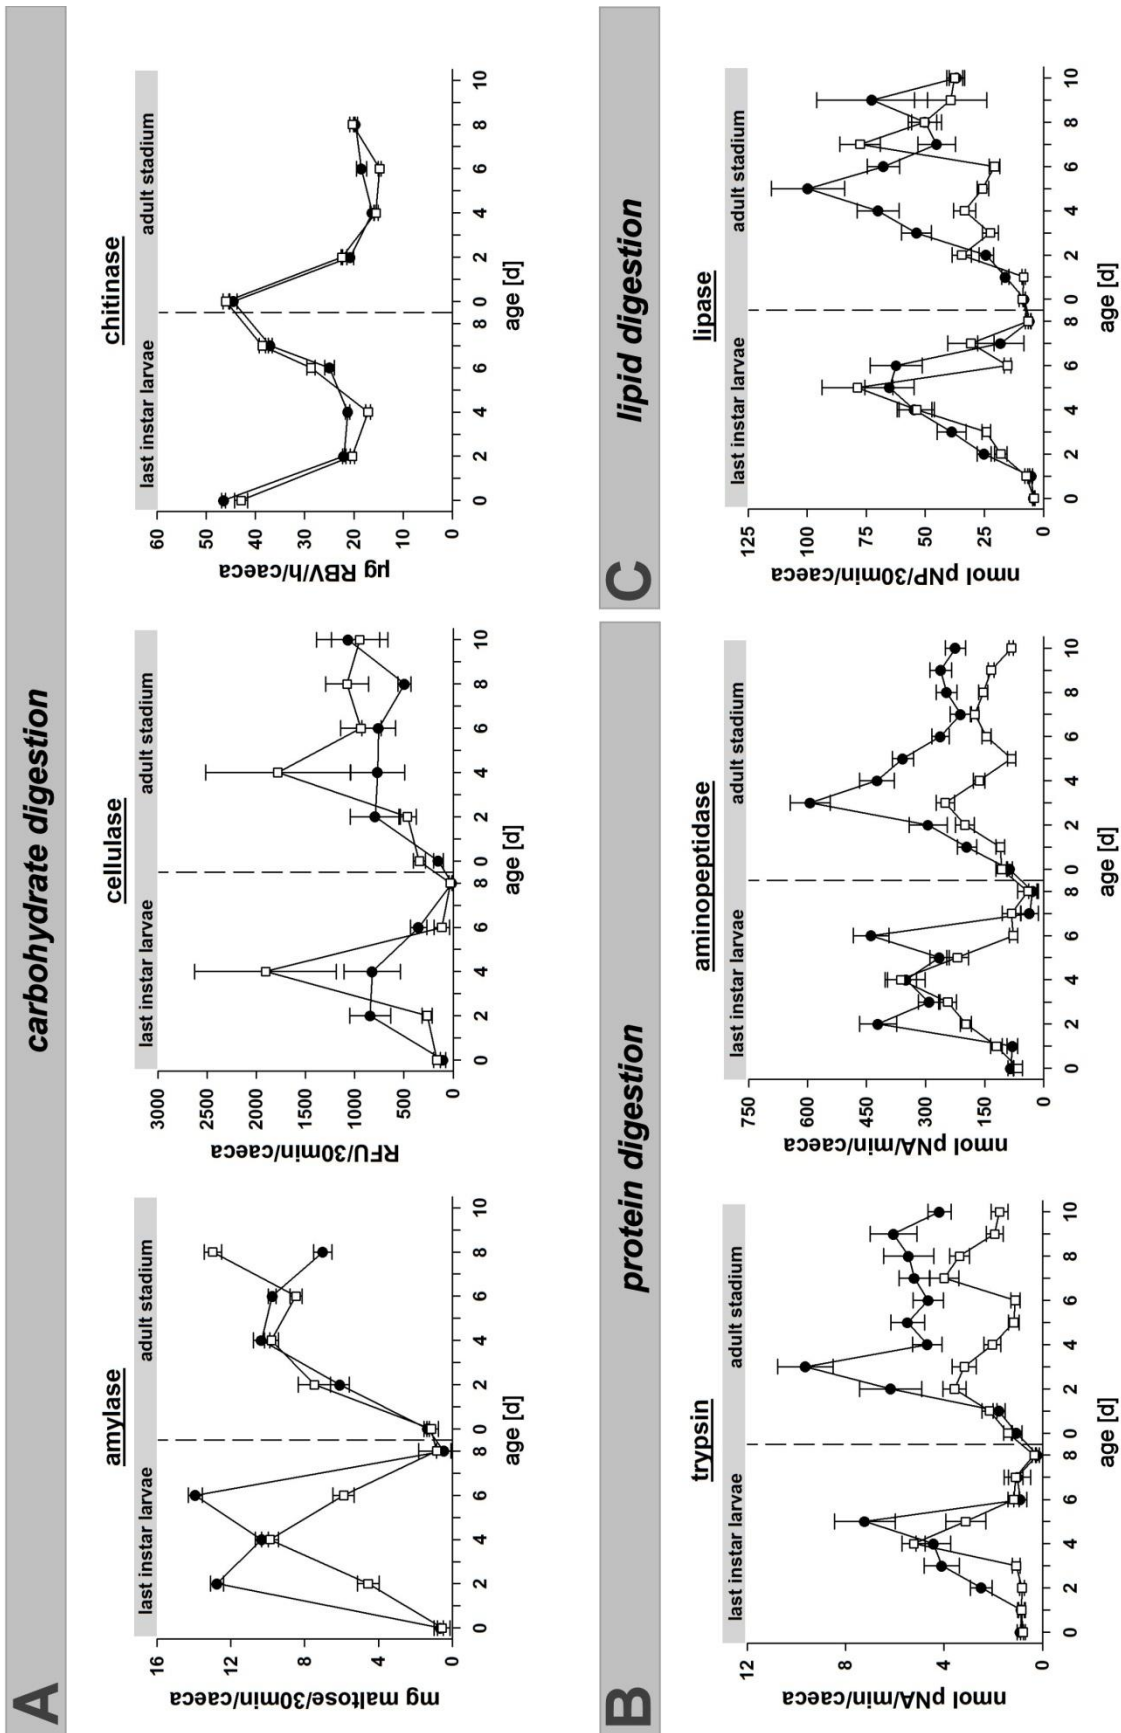 A
carbohydrate digestion
amylase
last instar larvae
adult stadium
16
12
8
4
0
mg maltose/30min/caeca
0 2 4 6 8 0 2 4 6 8 10
age [d]
cellulase
last instar larvae
adult stadium
3000
2500
2000
1500
1000
500
0
RFU/30min/caeca
0 2 4 6 8 0 2 4 6 8 10
age [d]
chitinase
last instar larvae
adult stadium
60
50
40
30
20
10
0
µg RBV/h/caeca
0 2 4 6 8 0 2 4 6 8 10
age [d]
B
protein digestion
trypsin
last instar larvae
adult stadium
12
8
4
0
nmol pNA/min/caeca
0 2 4 6 8 0 2 4 6 8 10
age [d]
aminopeptidase
last instar larvae
adult stadium
750
600
450
300
150
0
nmol pNA/min/caeca
0 2 4 6 8 0 2 4 6 8 10
age [d]
C
lipid digestion
lipase
last instar larvae
adult stadium
125
100
75
50
25
0
nmol pNP/30min/caeca
0 2 4 6 8 0 2 4 6 8 10
age [d]